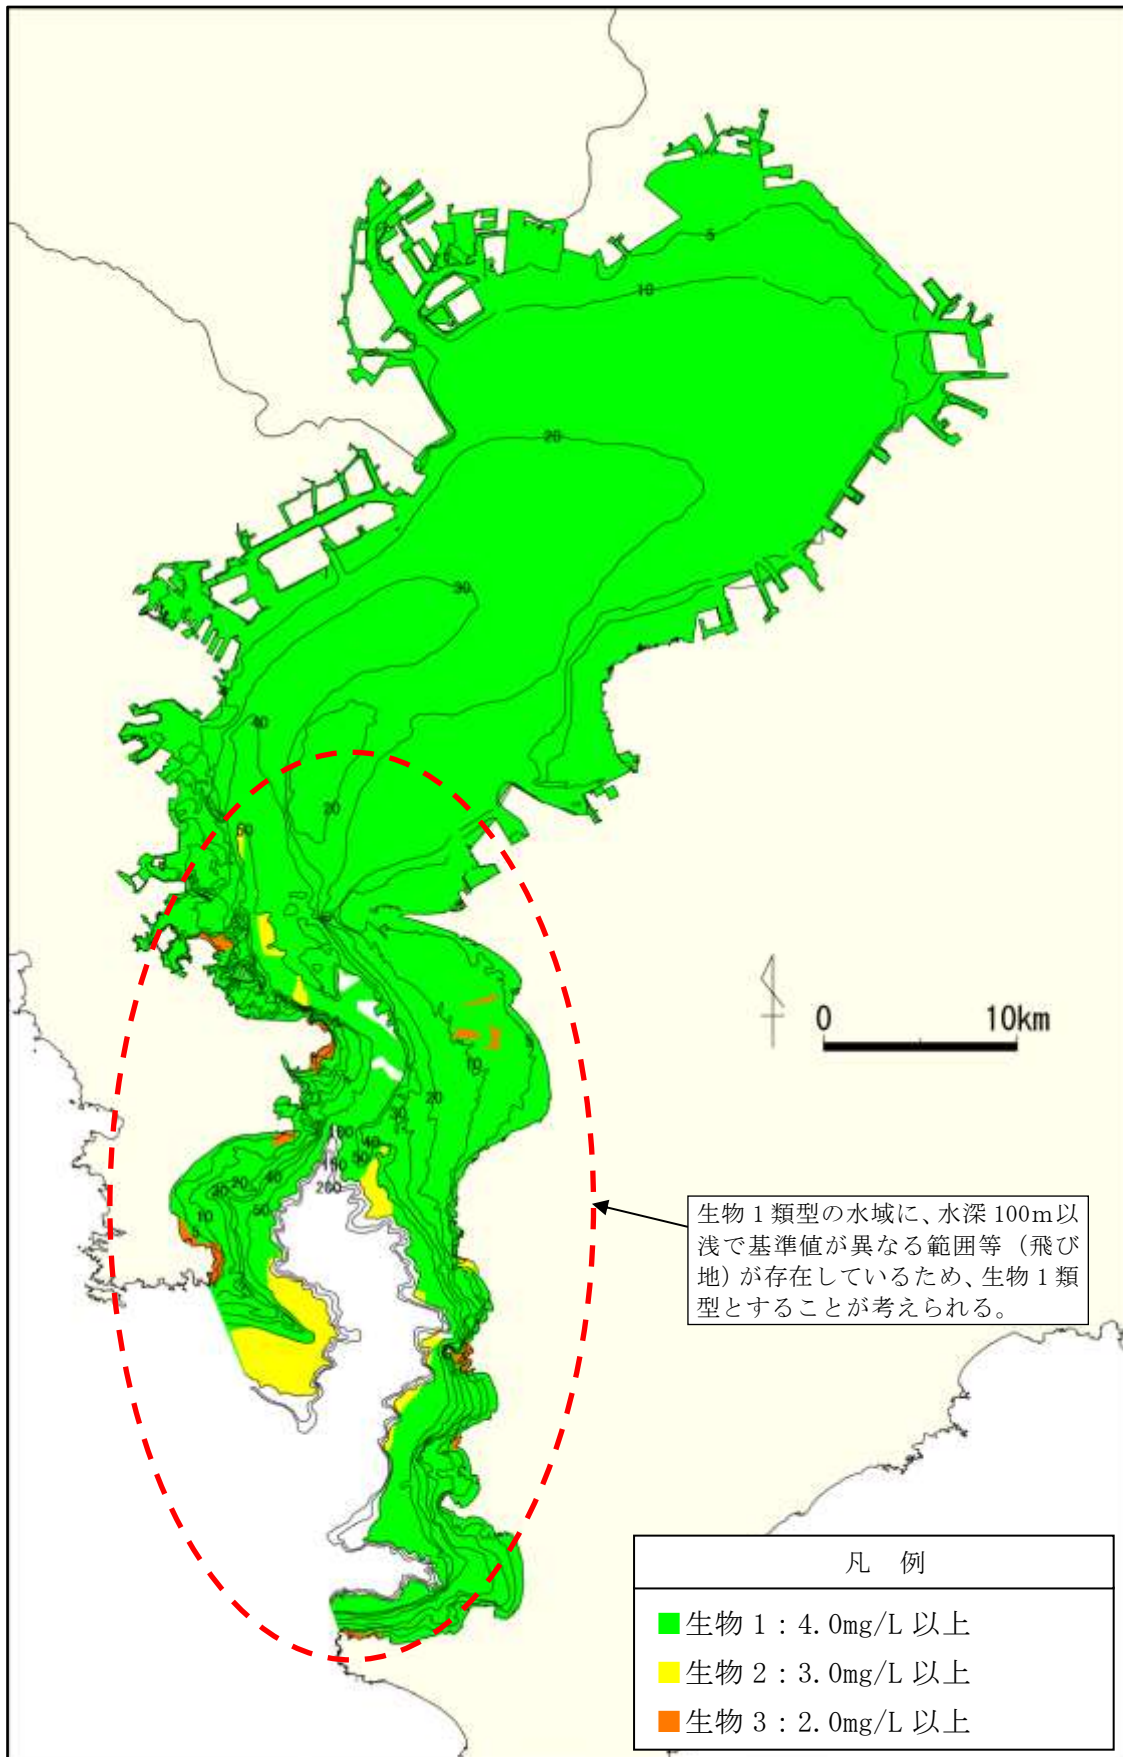 5
10
20
30
40
20
50
10
20
30
0 10km
50
40
50
100
200
40
20
30
10
50
生物1類型の水域に、水深100m以
浅で基準値が異なる範囲等（飛び
地）が存在しているため、生物1類
型とすることが考えられる。
凡 例
生物1：4.0mg/L以上
生物2：3.0mg/L以上
生物3：2.0mg/L以上